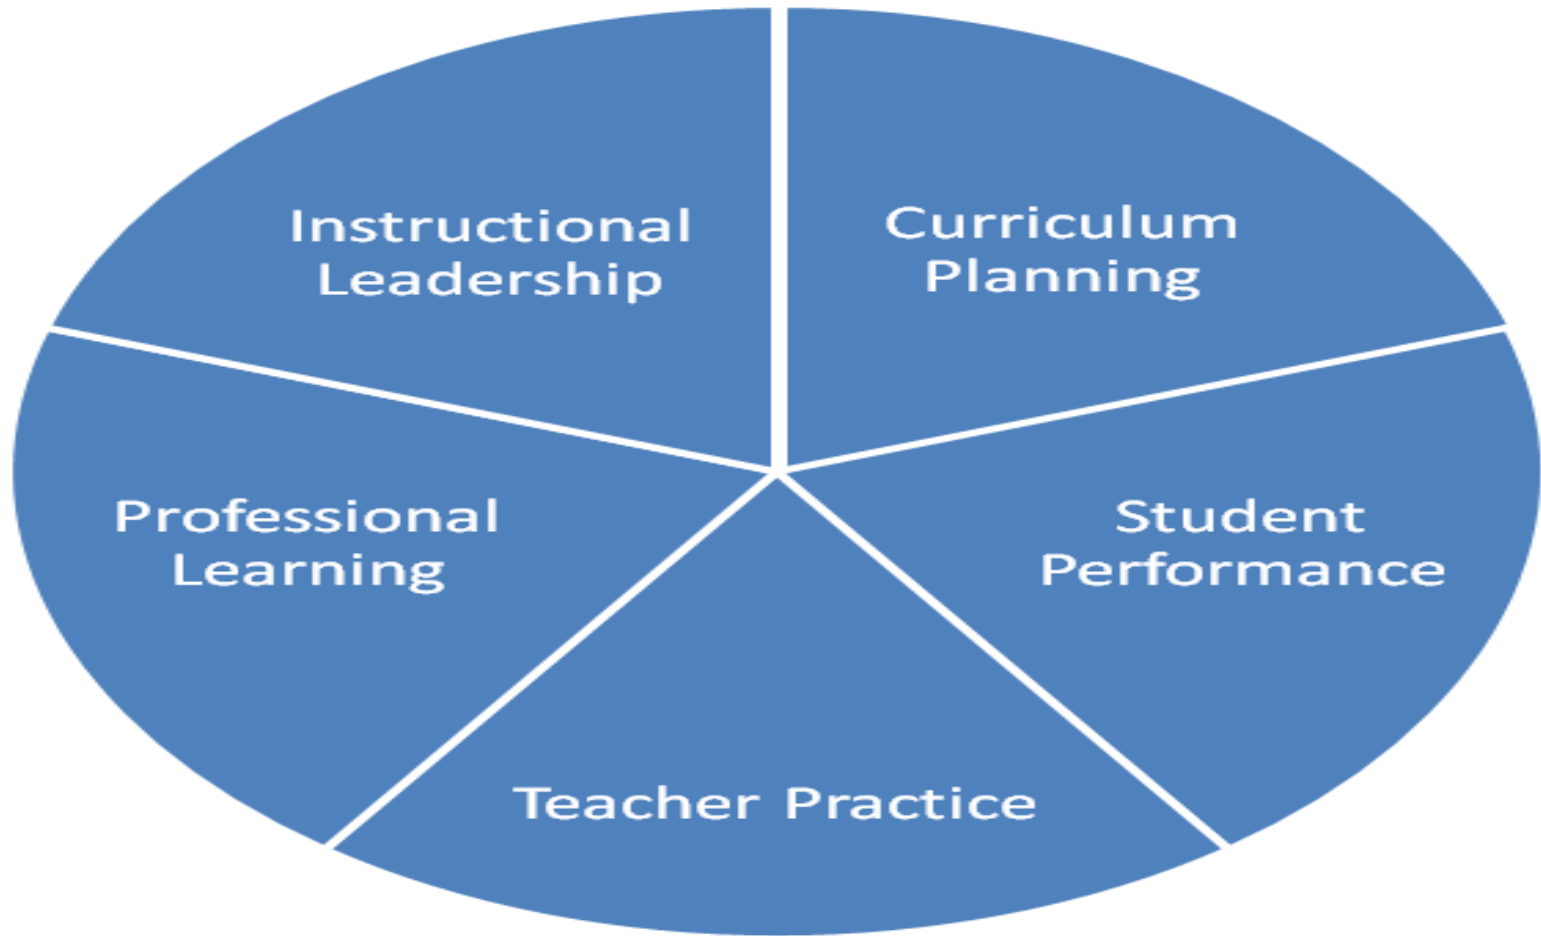 Instructional
Leadership
Curriculum
Planning
Professional
Learning
Student
Performance
Teacher Practice